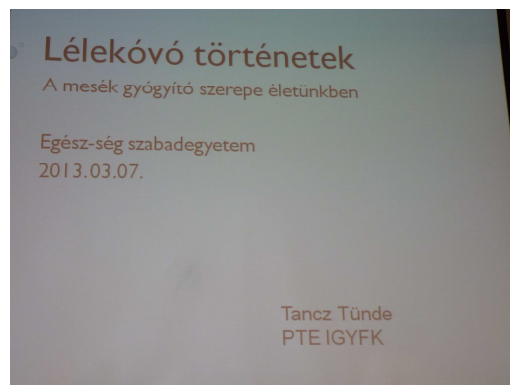 Lélekóvó történetek
A mesék gyógyító szerepe életünkben
Egész-ség szabadegyetem
2013.03.07.
Tancz Tünde
PTE IGYFK